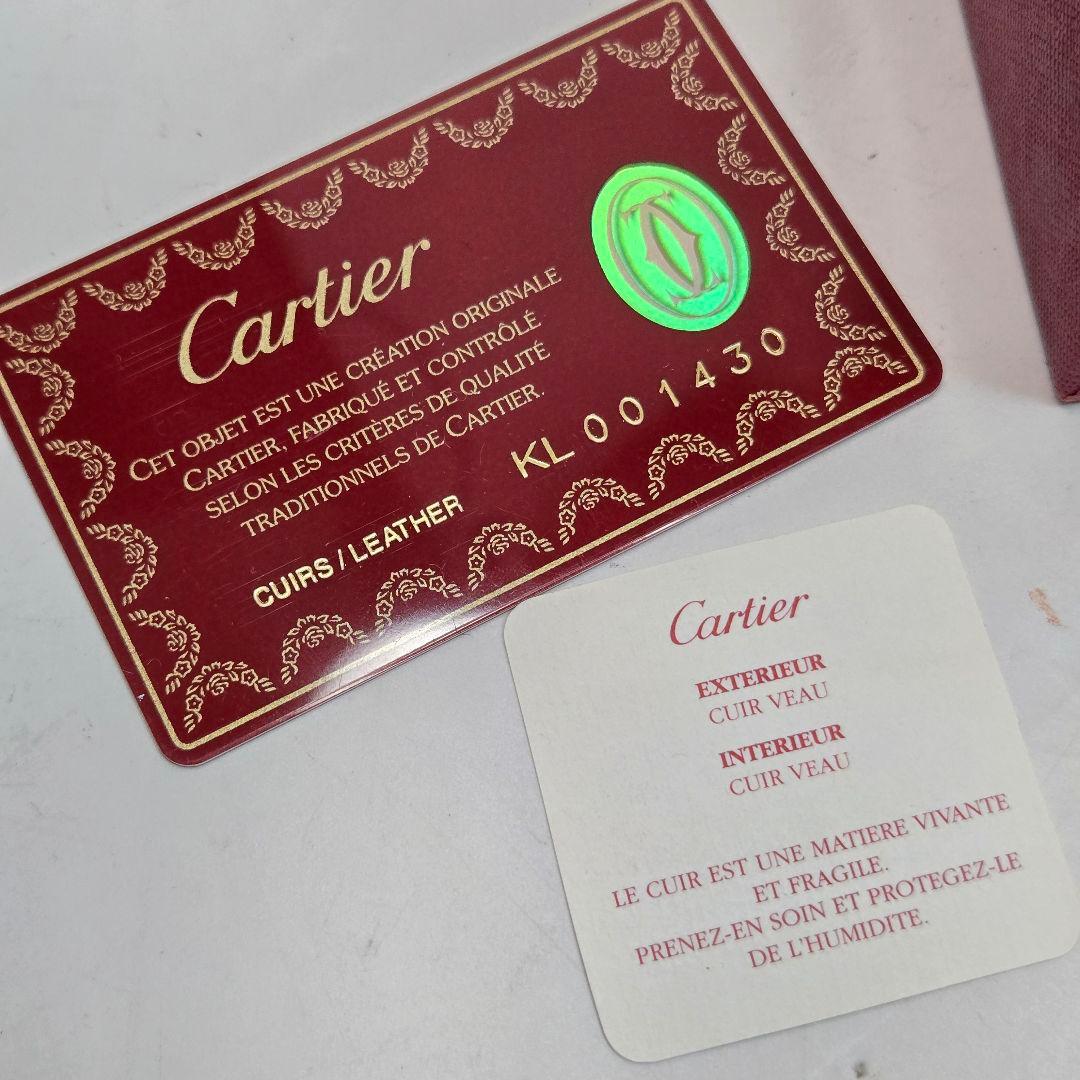 Cartier
CET OBJET EST UNE CRÉATION ORIGINALE
CARTIER, FABRIQUÉ ET CONTRÔLÉ
SELON LES CRITÈRES DE QUALITÉ
TRADITIONNELS DE CARTIER.
CUIRS / LEATHER
KL 001430
Cartier
EXTERIEUR
CUIR VEAU
INTERIEUR
CUIR VEAU
LE CUIR EST UNE MATIERE VIVANTE
ET FRAGILE.
PRENEZ-EN SOIN ET PROTEGEZ-LE
DE L'HUMIDITE.